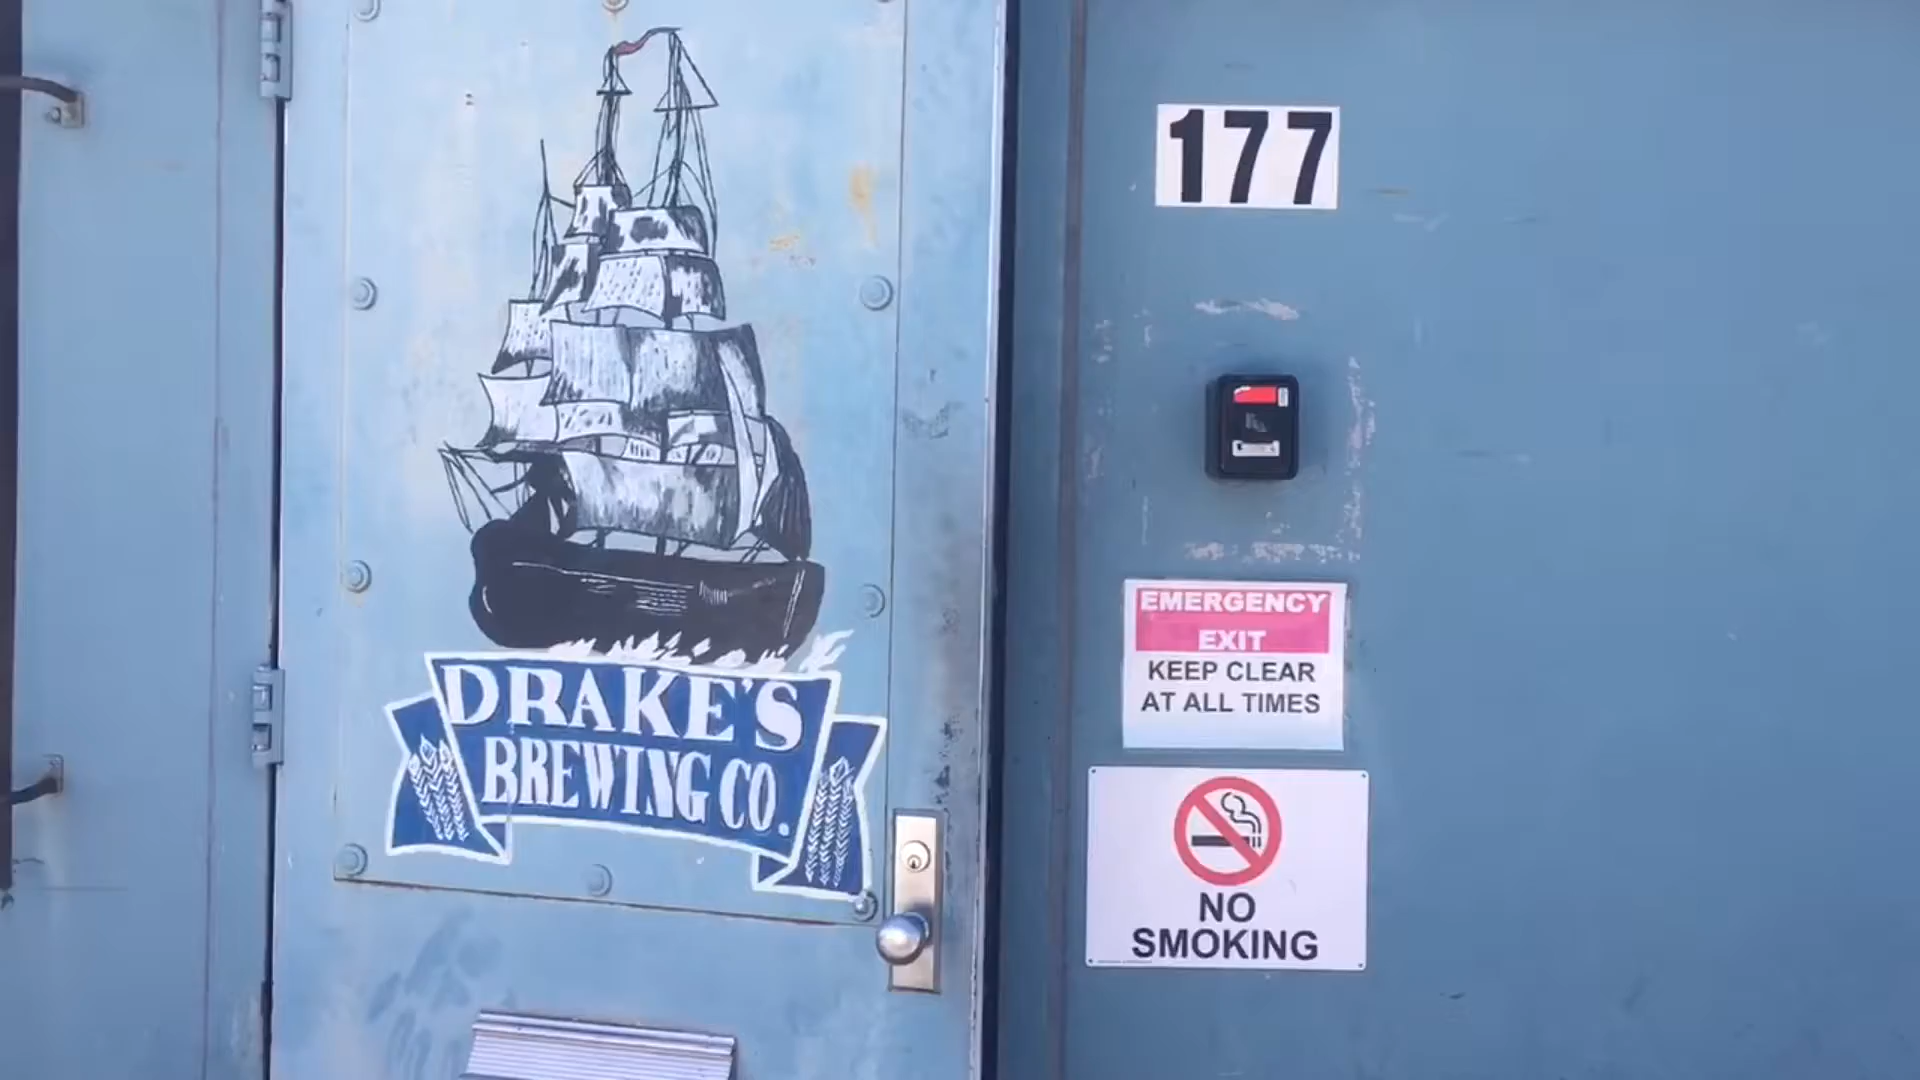 DRAKE'S
BREWING CO.
177
EMERGENCY
EXIT
KEEP CLEAR
AT ALL TIMES
NO
SMOKING